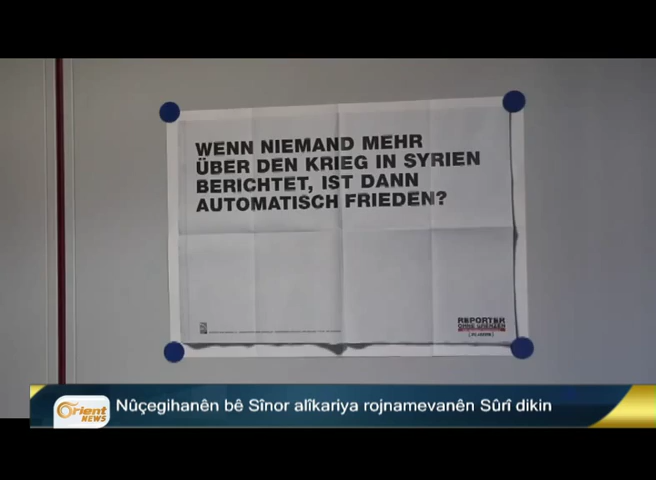 WENN NIEMAND MEHR
ÜBER DEN KRIEG IN SYRIEN
BERICHTET, IST DANN
AUTOMATISCH FRIEDEN?
REPORTER
OHNE GRENZEN
Orient
NEWS
Nûçegihanên bê Sînor alîkariya rojnamevanên Sûrî dikin